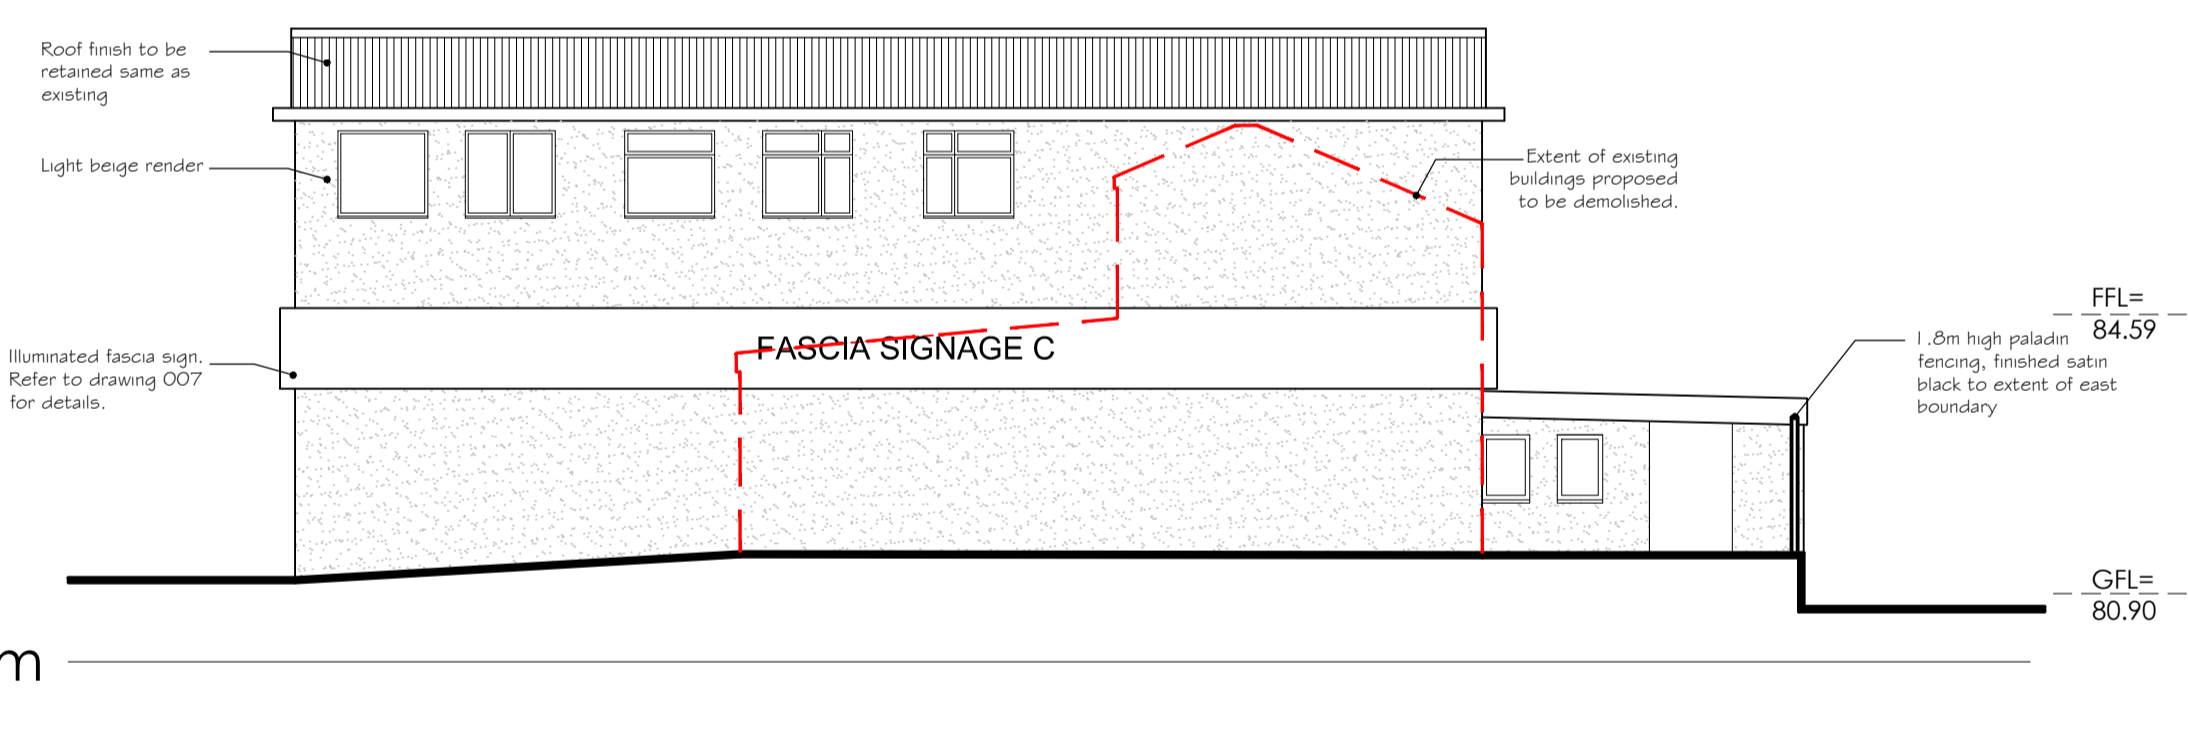 Roof finish to be
retained same as
existing
Light beige render
Extent of existing
buildings proposed
to be demolished.
FFL=
84.59
FASCIA SIGNAGE C
Illuminated fascia sign.
Refer to drawing 007
for details.
1.8m high paladin
fencing, finished satin
black to extent of east
boundary
GFL=
80.90
m